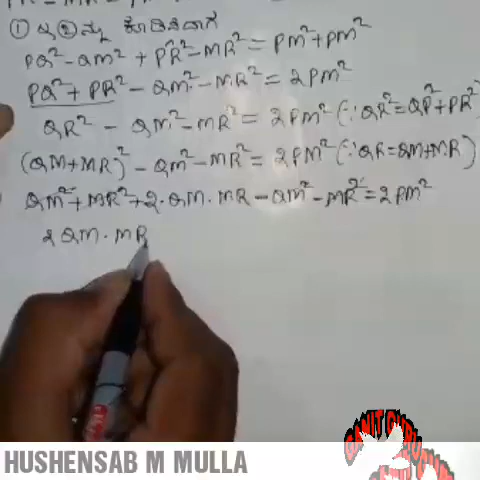 ① ಮತ್ತು ② ನ್ನು ಕೂಡಿಸಿದಾಗ
PQ² - QM² + PR² - MR² = PM² + PM²
PQ² + PR² - QM² - MR² = 2PM²
QR² - QM² - MR² = 2PM² (∵ QR² = QP² + PR²
(QM + MR)² - QM² - MR² = 2PM² (∵ QR = QM + MR)
QM² + MR² + 2·QM·MR - QM² - MR² = 2PM²
2 QM · MR
HUSHENSAB M MULLA